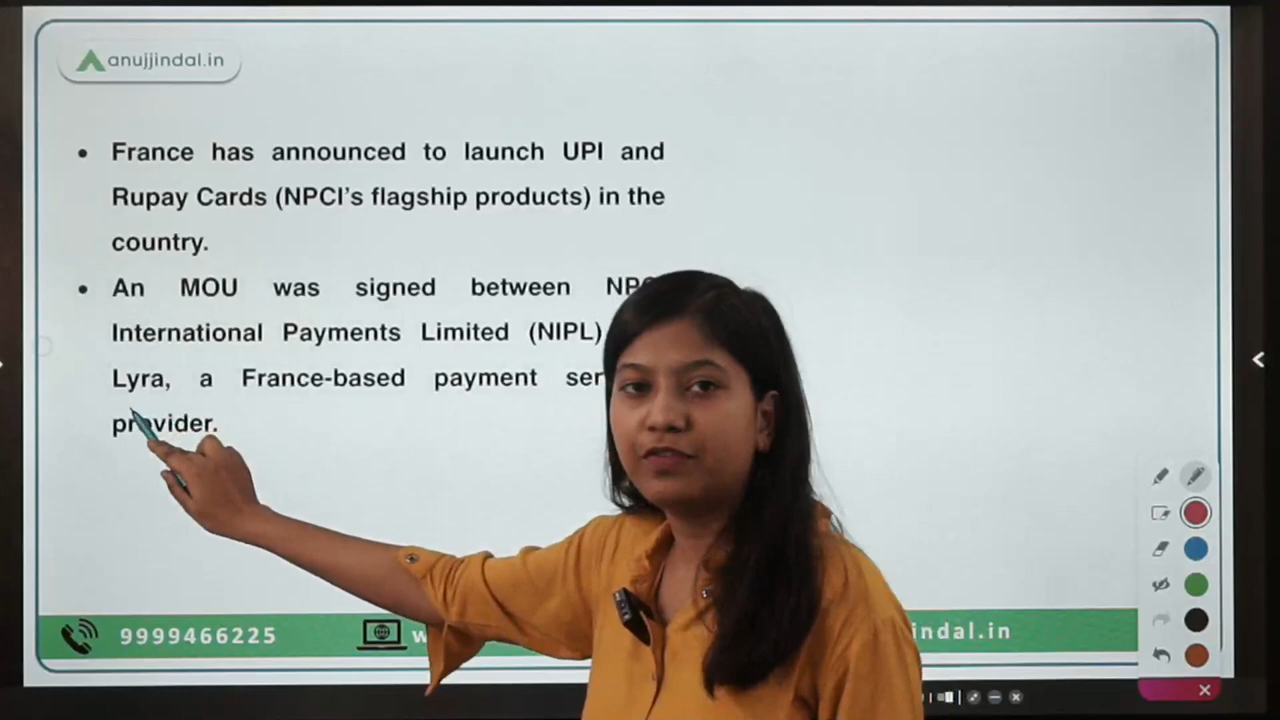 anujjindal.in
• France has announced to launch UPI and
Rupay Cards (NPCI's flagship products) in the
country.
• An MOU was signed between
International Payments Limited (NIPL)
Lyra, a France-based payment
provider.
9999466225
indal.in